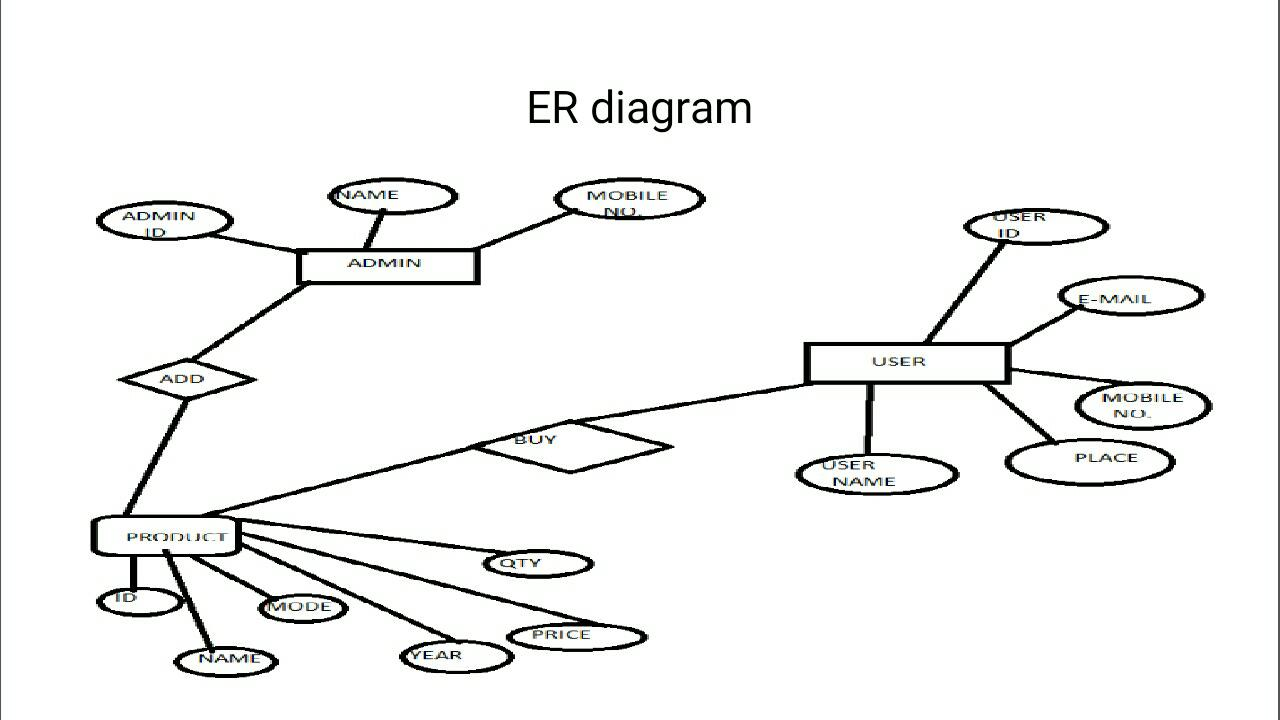 ER diagram
NAME
MOBILE
NO.
ADMIN
ID
USER
ID
ADMIN
E-MAIL
USER
ADD
MOBILE
NO.
BUY
PLACE
USER
NAME
PRODUCT
QTY
ID
MODE
PRICE
YEAR
NAME